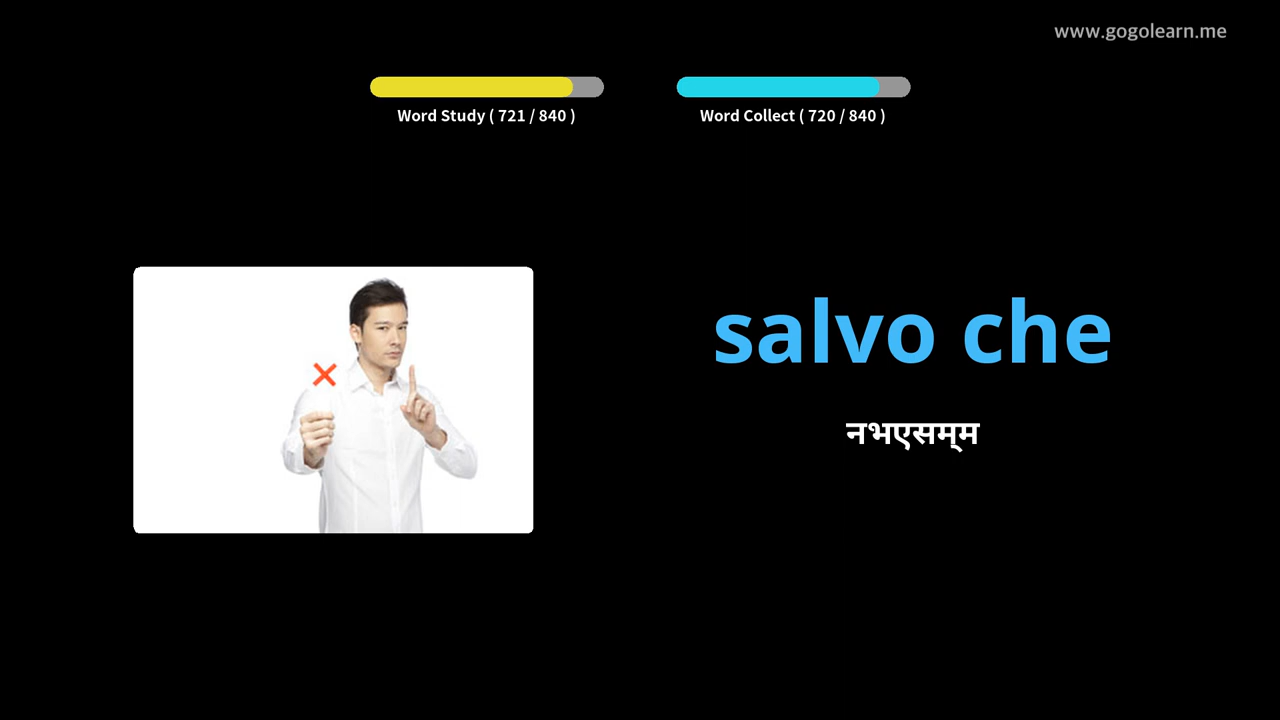 www.gogolearn.me
Word Study ( 721 / 840 )
Word Collect ( 720 / 840 )
salvo che
नभएसम्म